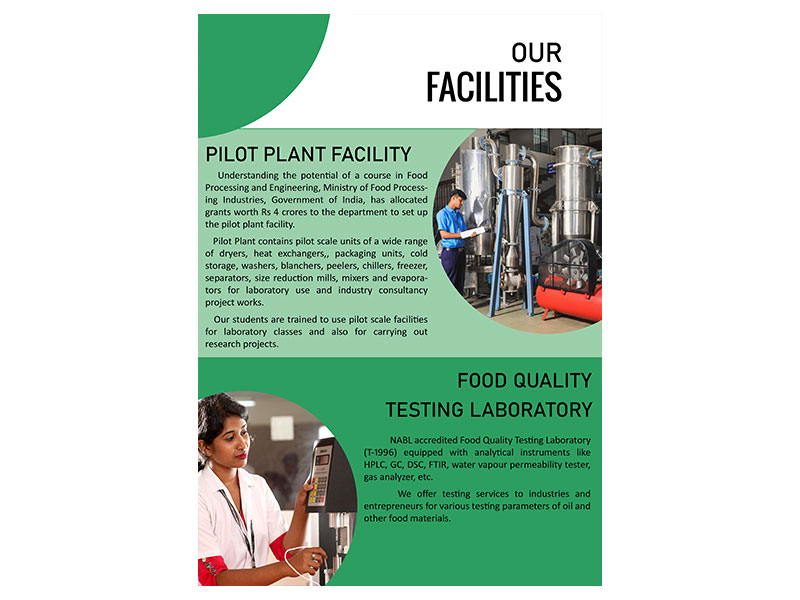 OUR
FACILITIES
PILOT PLANT FACILITY
Understanding the potential of a course in Food
Processing and Engineering, Ministry of Food Process-
ing Industries, Government of India, has allocated
grants worth Rs 4 crores to the department to set up
the pilot plant facility.
Pilot Plant contains pilot scale units of a wide range
of dryers, heat exchangers,, packaging units, cold
storage, washers, blanchers, peelers, chillers, freezer,
separators, size reduction mills, mixers and evapora-
tors for laboratory use and industry consultancy
project works.
Our students are trained to use pilot scale facilities
for laboratory classes and also for carrying out
research projects.
FOOD QUALITY
TESTING LABORATORY
NABL accredited Food Quality Testing Laboratory
(T-1996) equipped with analytical instruments like
HPLC, GC, DSC, FTIR, water vapour permeability tester,
gas analyzer, etc.
We offer testing services to industries and
entrepreneurs for various testing parameters of oil and
other food materials.